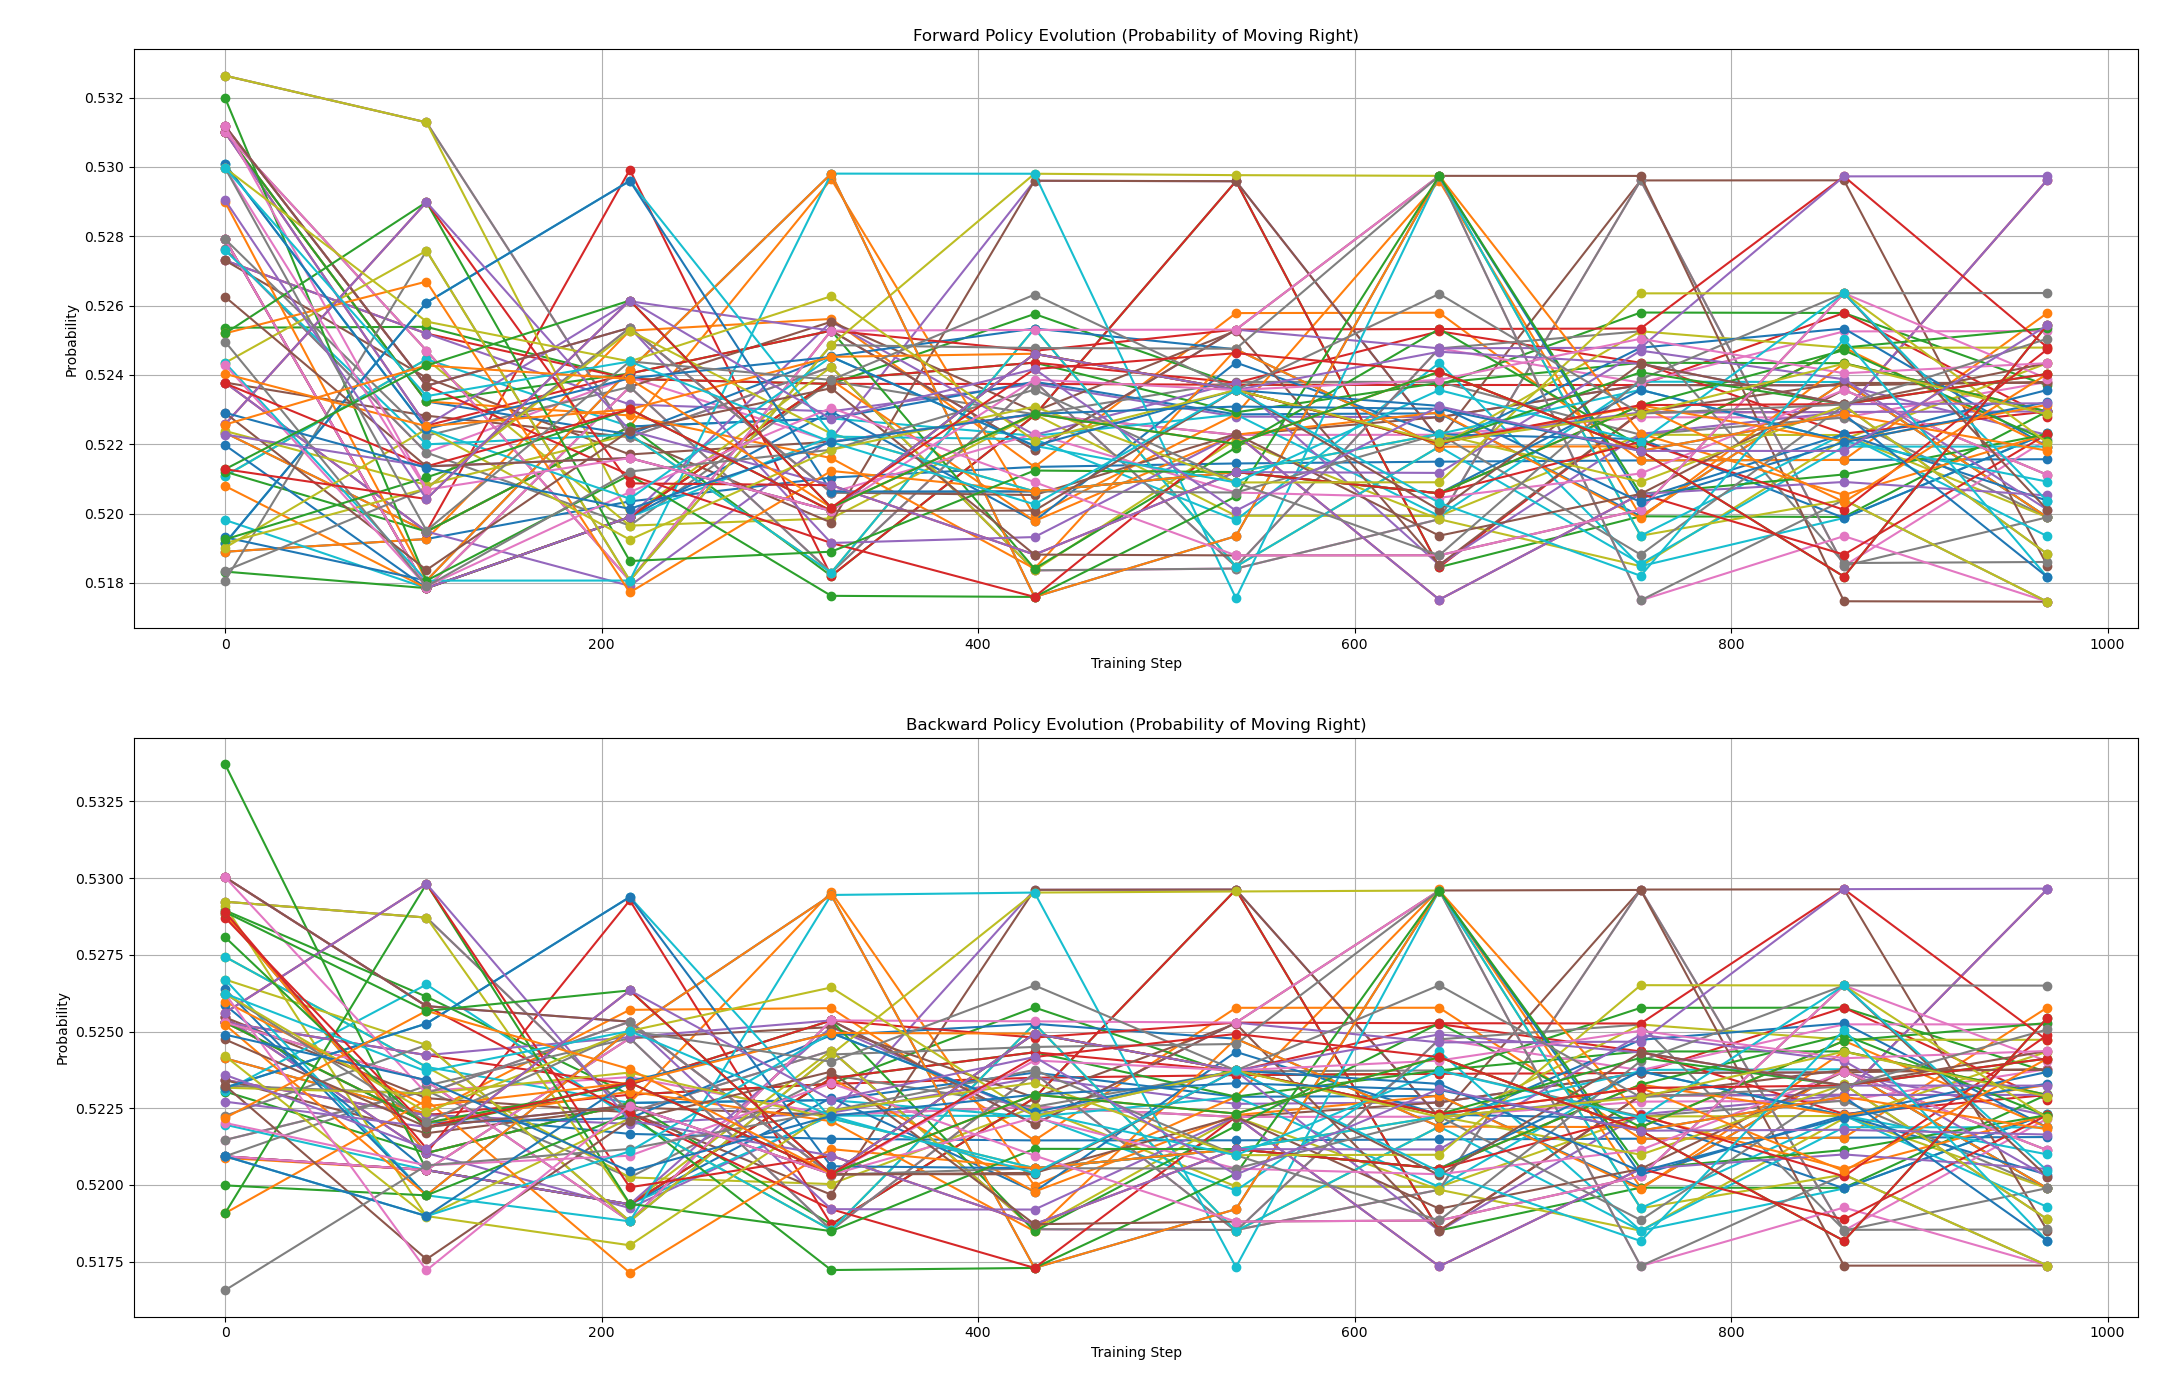 Forward Policy Evolution (Probability of Moving Right)
0.532
0.530
0.528
0.526
0.524
0.522
0.520
0.518
Probability
0 200 400 600 800 1000
Training Step
Backward Policy Evolution (Probability of Moving Right)
0.5325
0.5300
0.5275
0.5250
0.5225
0.5200
0.5175
Probability
0 200 400 600 800 1000
Training Step